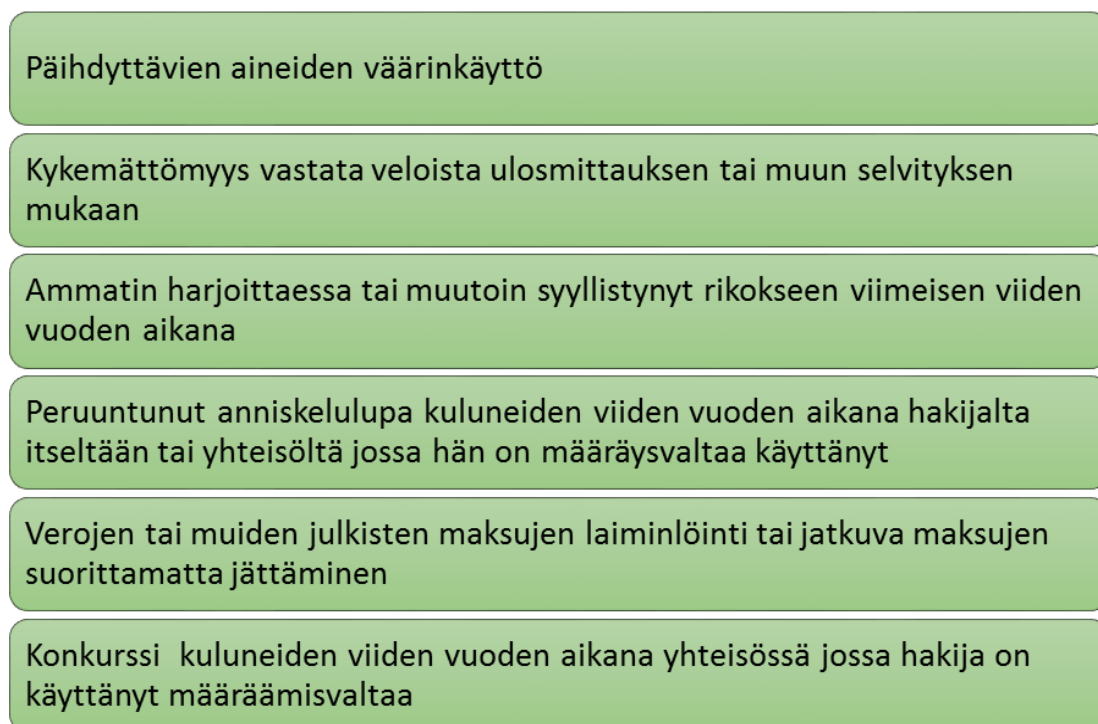 Päihdyttävien aineiden väärinkäyttö
Kykemättömyys vastata veloista ulosmittauksen tai muun selvityksen
mukaan
Ammatin harjoittaessa tai muutoin syyllistynyt rikokseen viimeisen viiden
vuoden aikana
Peruuntunut anniskelulupa kuluneiden viiden vuoden aikana hakijalta
itseltään tai yhteisöltä jossa hän on määräysvaltaa käyttänyt
Verojen tai muiden julkisten maksujen laiminlöinti tai jatkuva maksujen
suorittamatta jättäminen
Konkurssi kuluneiden viiden vuoden aikana yhteisössä jossa hakija on
käyttänyt määräämisvaltaa